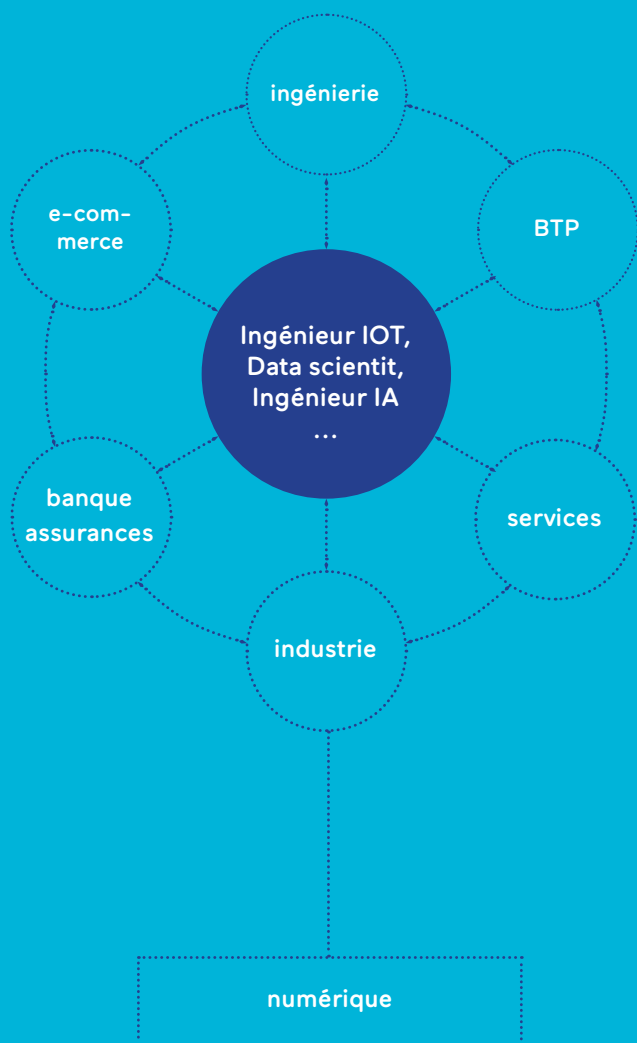 ingénierie
e-com-
merce
BTP
Ingénieur IOT,
Data scientit,
Ingénieur IA
...
banque
assurances
services
industrie
numérique